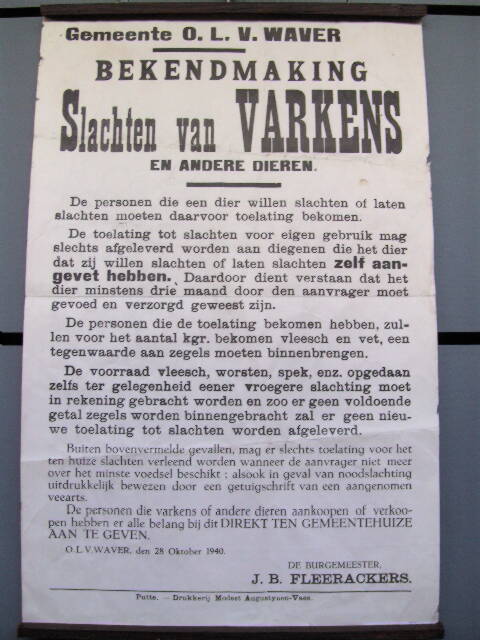 Gemeente O. L. V. WAVER
BEKENDMAKING
Slachten van VARKENS
EN ANDERE DIEREN.
De personen die een dier willen slachten of laten
slachten moeten daarvoor toelating bekomen.
De toelating tot slachten voor eigen gebruik mag
slechts afgeleverd worden aan diegenen die het dier
dat zij willen slachten of laten slachten zelf aan-
gevet hebben. Daardoor dient verstaan dat het
dier minstens drie maand door den aanvrager moet
gevoed en verzorgd geweest zijn.
De personen die de toelating bekomen hebben, zul-
len voor het aantal kgr. bekomen vleesch en vet, een
tegenwaarde aan zegels moeten binnenbrengen.
De voorraad vleesch, worsten, spek, enz. opgedaan
zelfs ter gelegenheid eener vroegere slachting moet
in rekening gebracht worden en zoo er geen voldoende
getal zegels worden binnengebracht zal er geen nieu-
we toelating tot slachten worden afgeleverd.
Buiten bovenvermelde gevallen, mag er slechts toelating voor het
ten huize slachten verleend worden wanneer de aanvrager niet meer
over het minste voedsel beschikt ; alsook in geval van noodslachting
uitdrukkelijk bewezen door een getuigschrift van een aangenomen
veearts.
De personen die varkens of andere dieren aankoopen of verkoo-
pen hebben er alle belang bij dit DIREKT TEN GEMEENTEHUIZE
AAN TE GEVEN.
O.L.V.WAVER, den 28 Oktober 1940.
DE BURGEMEESTER,
J. B. FLEERACKERS.
Putte. — Drukkerij Modest Augustynen-Vaes.